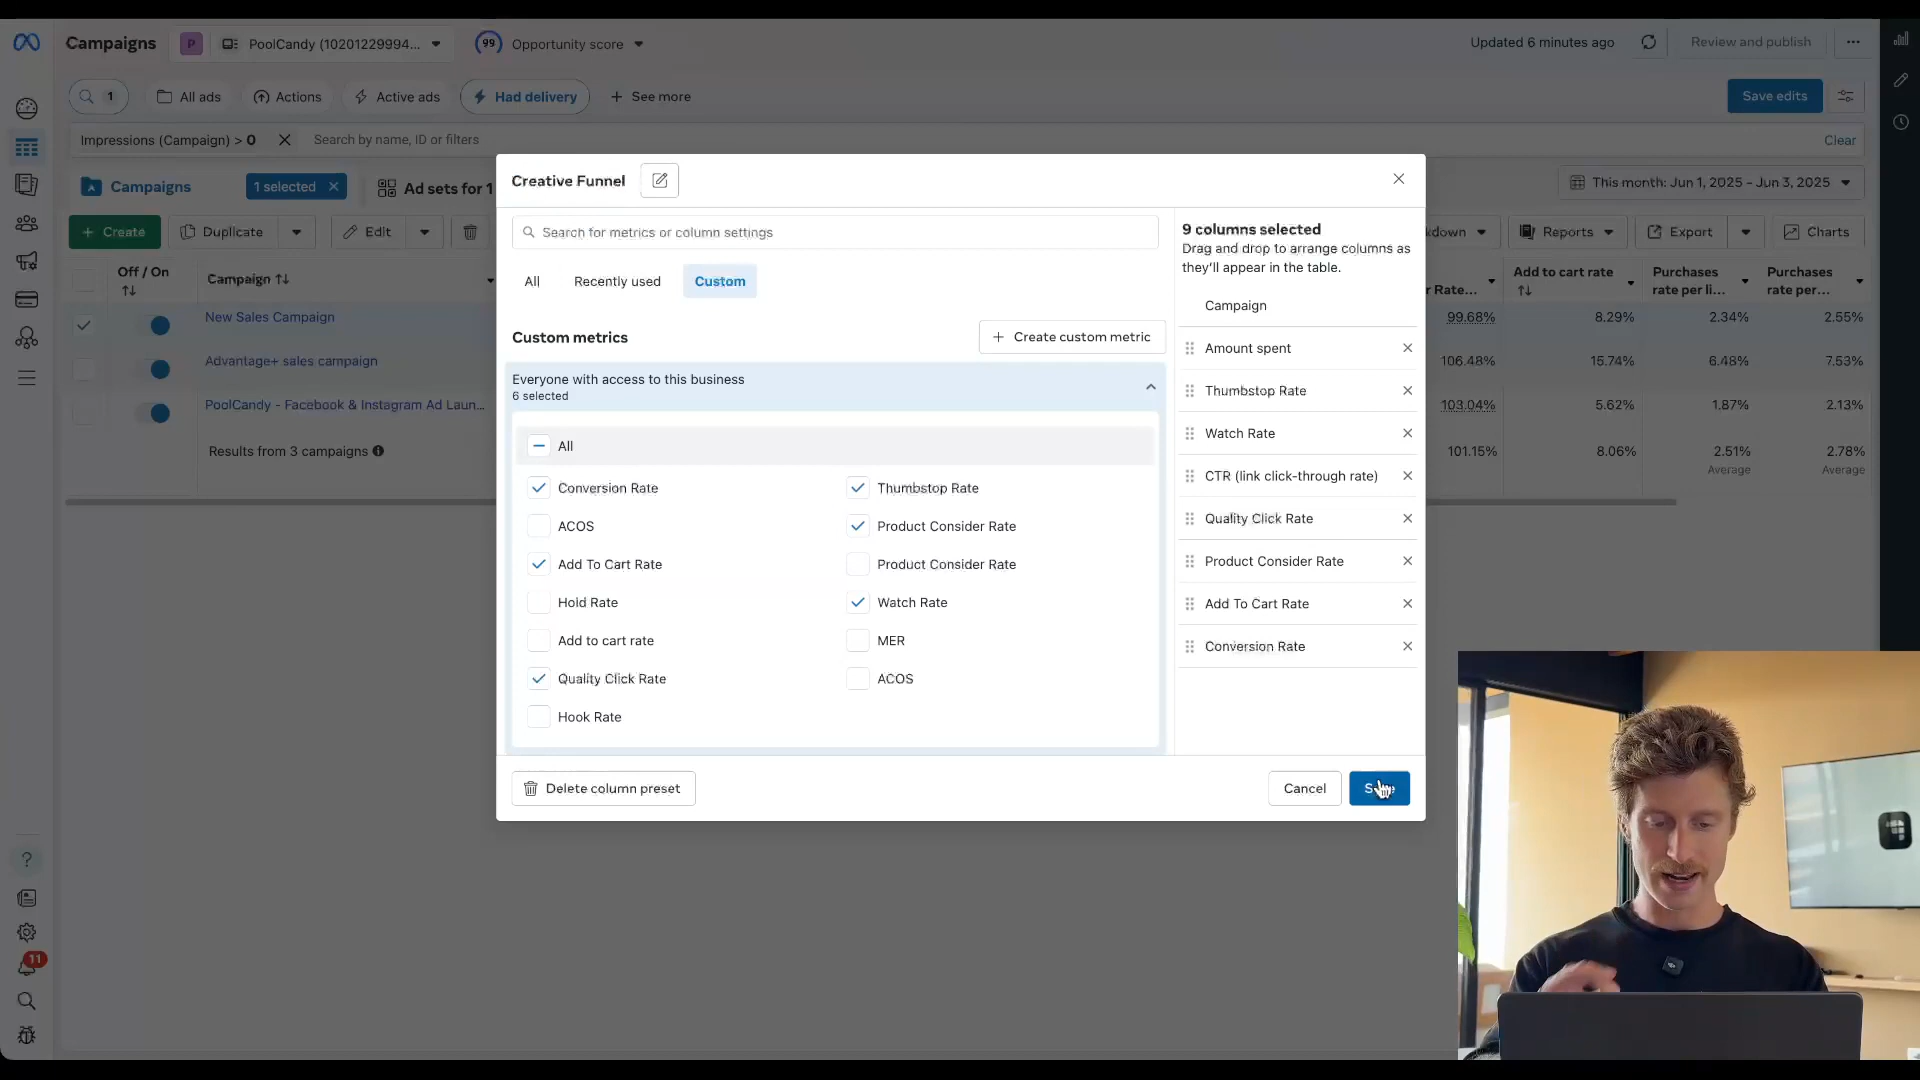 Campaigns
P
PoolCandy (10201229994...
99
Opportunity score
Updated 6 minutes ago
Review and publish
1
All ads
Actions
Active ads
Had delivery
+ See more
Save edits
Impressions (Campaign) > 0
Search by name, ID or filters
Clear
Campaigns
1 selected
Ad sets for 1
This month: Jun 1, 2025 - Jun 3, 2025
+ Create
Duplicate
Edit
Reports
Export
Charts
Off / On
Campaign
Rate...
Add to cart rate
Purchases
rate per li...
Purchases
rate per...
New Sales Campaign
99.68%
8.29%
2.34%
2.55%
Advantage+ sales campaign
106.48%
15.74%
6.48%
7.53%
PoolCandy - Facebook & Instagram Ad Laun...
103.04%
5.62%
1.87%
2.13%
Results from 3 campaigns
101.15%
8.06%
2.51%
Average
2.78%
Average
Creative Funnel
Search for metrics or column settings
All
Recently used
Custom
Custom metrics
+ Create custom metric
Everyone with access to this business
6 selected
All
Conversion Rate
Thumbstop Rate
ACOS
Product Consider Rate
Add To Cart Rate
Product Consider Rate
Hold Rate
Watch Rate
Add to cart rate
MER
Quality Click Rate
ACOS
Hook Rate
9 columns selected
Drag and drop to arrange columns as
they'll appear in the table.
Campaign
Amount spent
Thumbstop Rate
Watch Rate
CTR (link click-through rate)
Quality Click Rate
Product Consider Rate
Add To Cart Rate
Conversion Rate
Delete column preset
Cancel
?
11